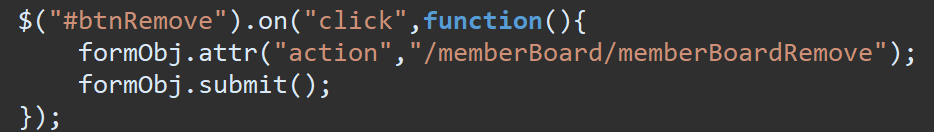 $("#btnRemove").on("click",function(){
    formObj.attr("action","/memberBoard/memberBoardRemove");
    formObj.submit();
});